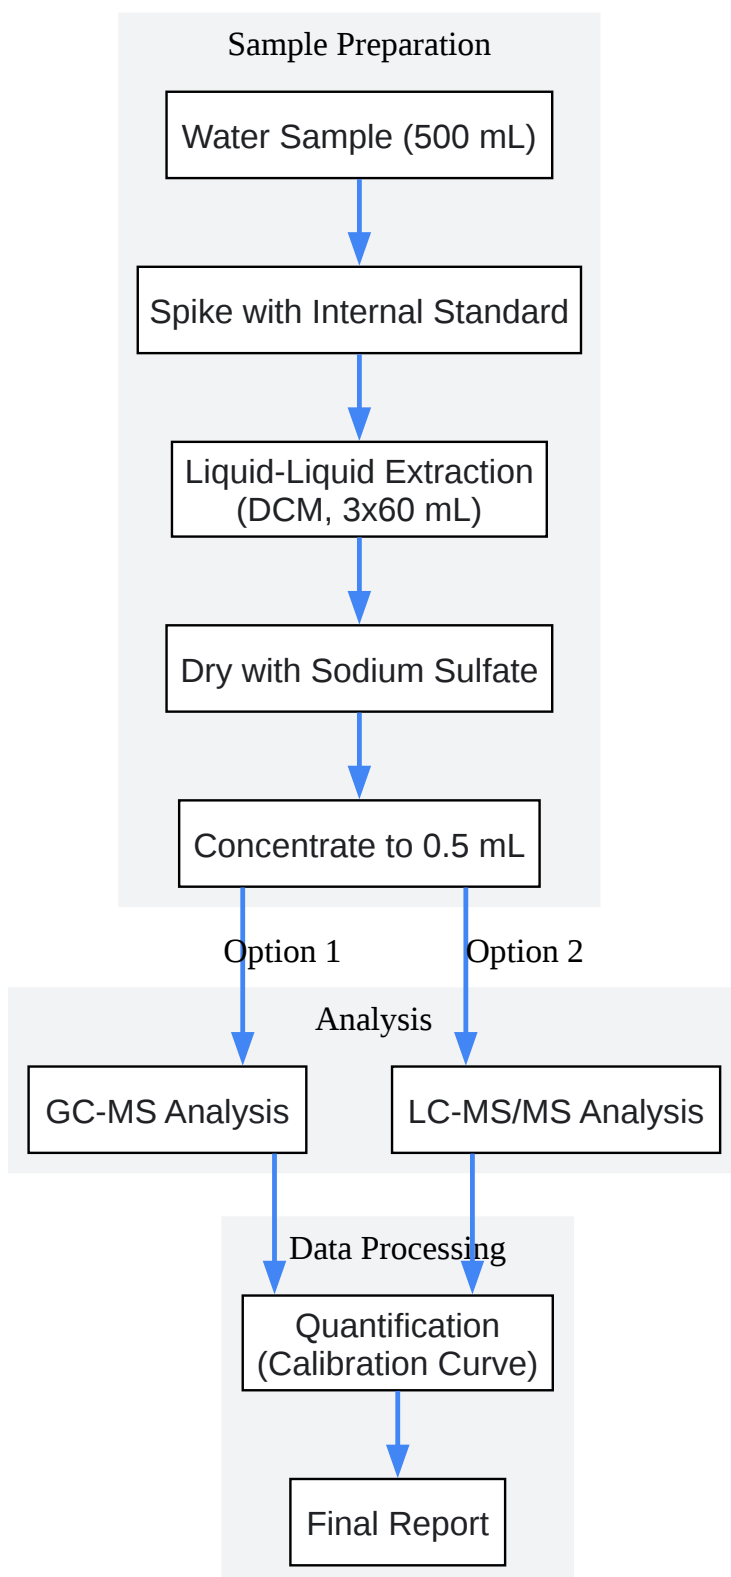 Sample Preparation
Water Sample (500 mL)
Spike with Internal Standard
Liquid-Liquid Extraction
(DCM, 3x60 mL)
Dry with Sodium Sulfate
Concentrate to 0.5 mL
Option 1
Option 2
Analysis
GC-MS Analysis
LC-MS/MS Analysis
Data Processing
Quantification
(Calibration Curve)
Final Report